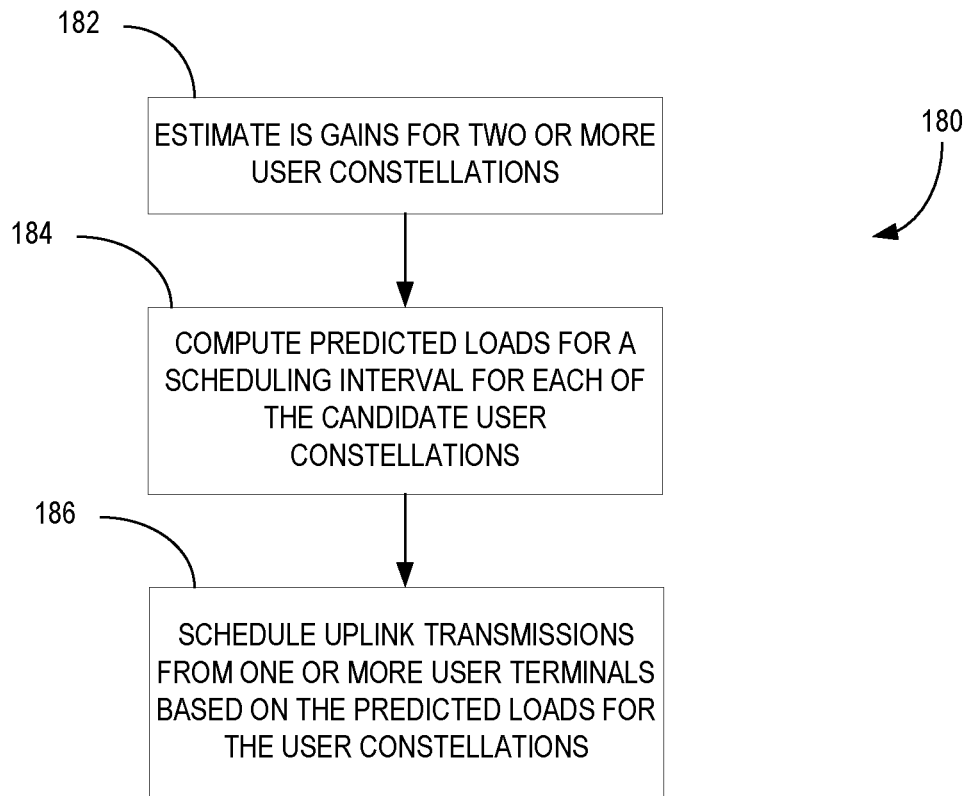 182
180
ESTIMATE IS GAINS FOR TWO OR MORE
USER CONSTELLATIONS
184
COMPUTE PREDICTED LOADS FOR A
SCHEDULING INTERVAL FOR EACH OF
THE CANDIDATE USER
CONSTELLATIONS
186
SCHEDULE UPLINK TRANSMISSIONS
FROM ONE OR MORE USER TERMINALS
BASED ON THE PREDICTED LOADS FOR
THE USER CONSTELLATIONS